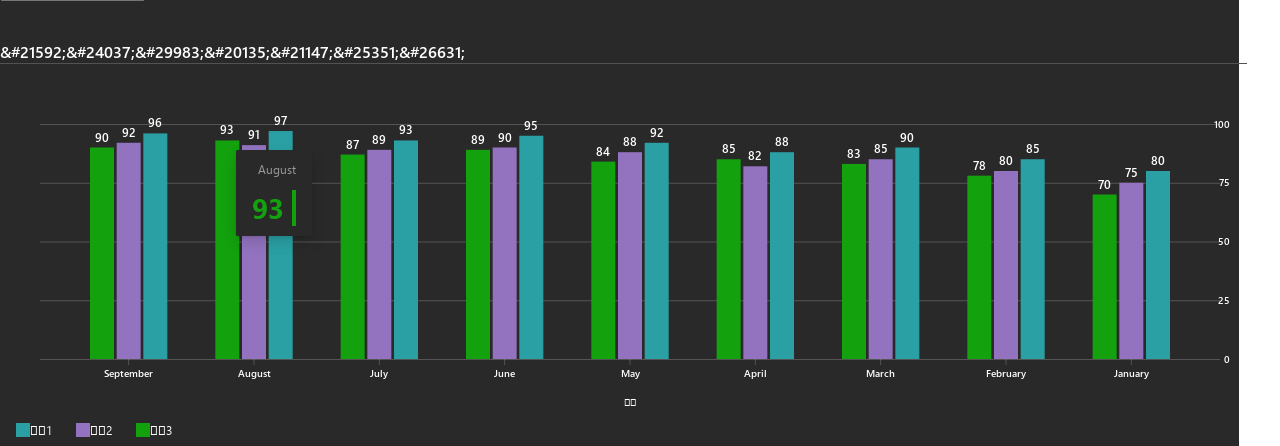 &#21592;&#24037;&#29983;&#20135;&#21147;&#25351;&#26631;
90 92 96 93 91 97 87 89 93 89 90 95 84 88 92 85 82 88 83 85 90 78 80 85 70 75 80
100
75
50
25
0
August
93
September August July June May April March February January
1 2 3